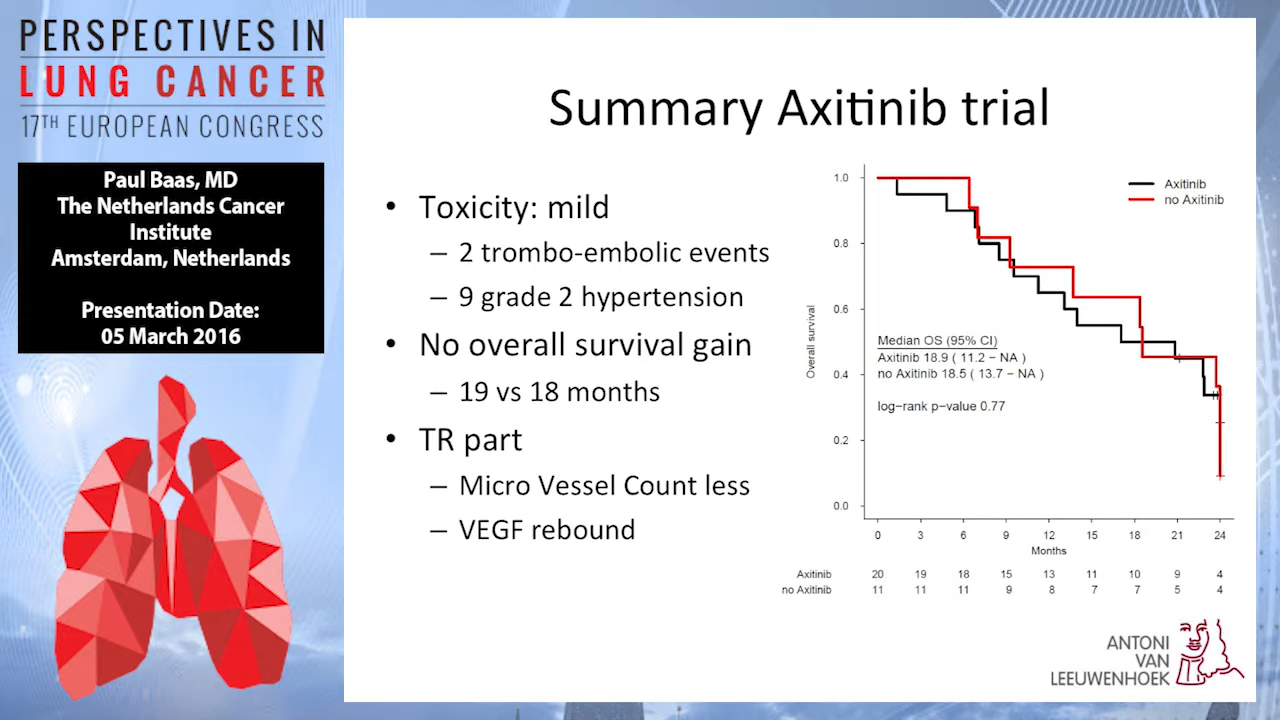 PERSPECTIVES IN
LUNG CANCER
17TH EUROPEAN CONGRESS
Paul Baas, MD
The Netherlands Cancer
Institute
Amsterdam, Netherlands
Presentation Date:
05 March 2016
Summary Axitinib trial
• Toxicity: mild
– 2 trombo-embolic events
– 9 grade 2 hypertension
• No overall survival gain
– 19 vs 18 months
• TR part
– Micro Vessel Count less
– VEGF rebound
Axitinib
no Axitinib
1.0
0.8
0.6
0.4
0.2
0.0
Overall survival
Median OS (95% CI)
Axitinib 18.9 ( 11.2 − NA )
no Axitinib 18.5 ( 13.7 − NA )
log−rank p−value 0.77
0 3 6 9 12 15 18 21 24
Months
Axitinib 20 19 18 15 13 11 10 9 4
no Axitinib 11 11 11 9 8 7 7 5 4
ANTONI
VAN
LEEUWENHOEK